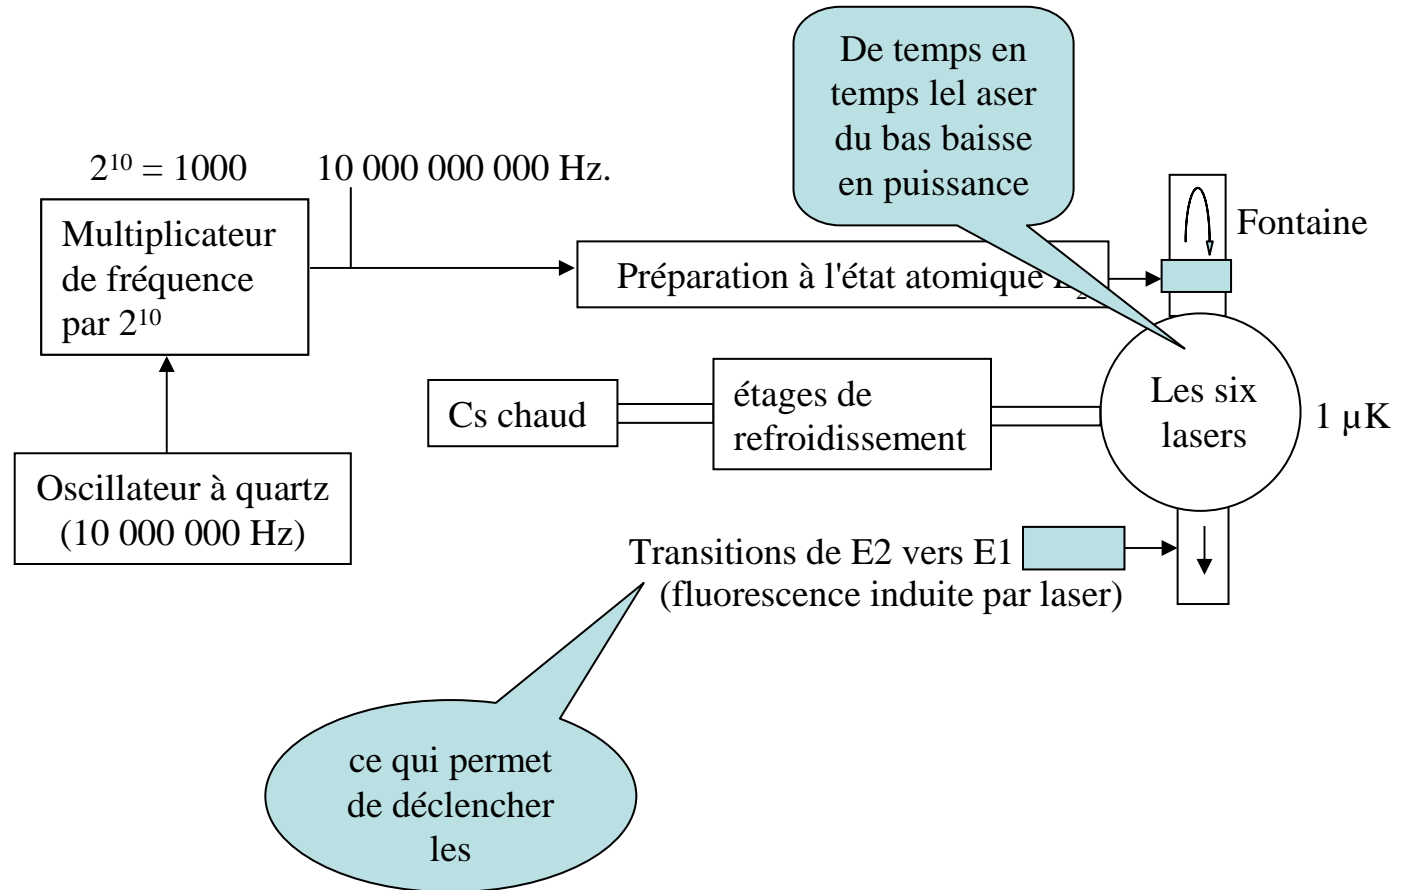 De temps en
temps lel aser
du bas baisse
en puissance
2¹⁰ = 1000
10 000 000 000 Hz.
Multiplicateur
de fréquence
par 2¹⁰
Préparation à l'état atomique
Fontaine
Cs chaud
étages de
refroidissement
Les six
lasers
1 µK
Oscillateur à quartz
(10 000 000 Hz)
Transitions de E2 vers E1
(fluorescence induite par laser)
ce qui permet
de déclencher
les